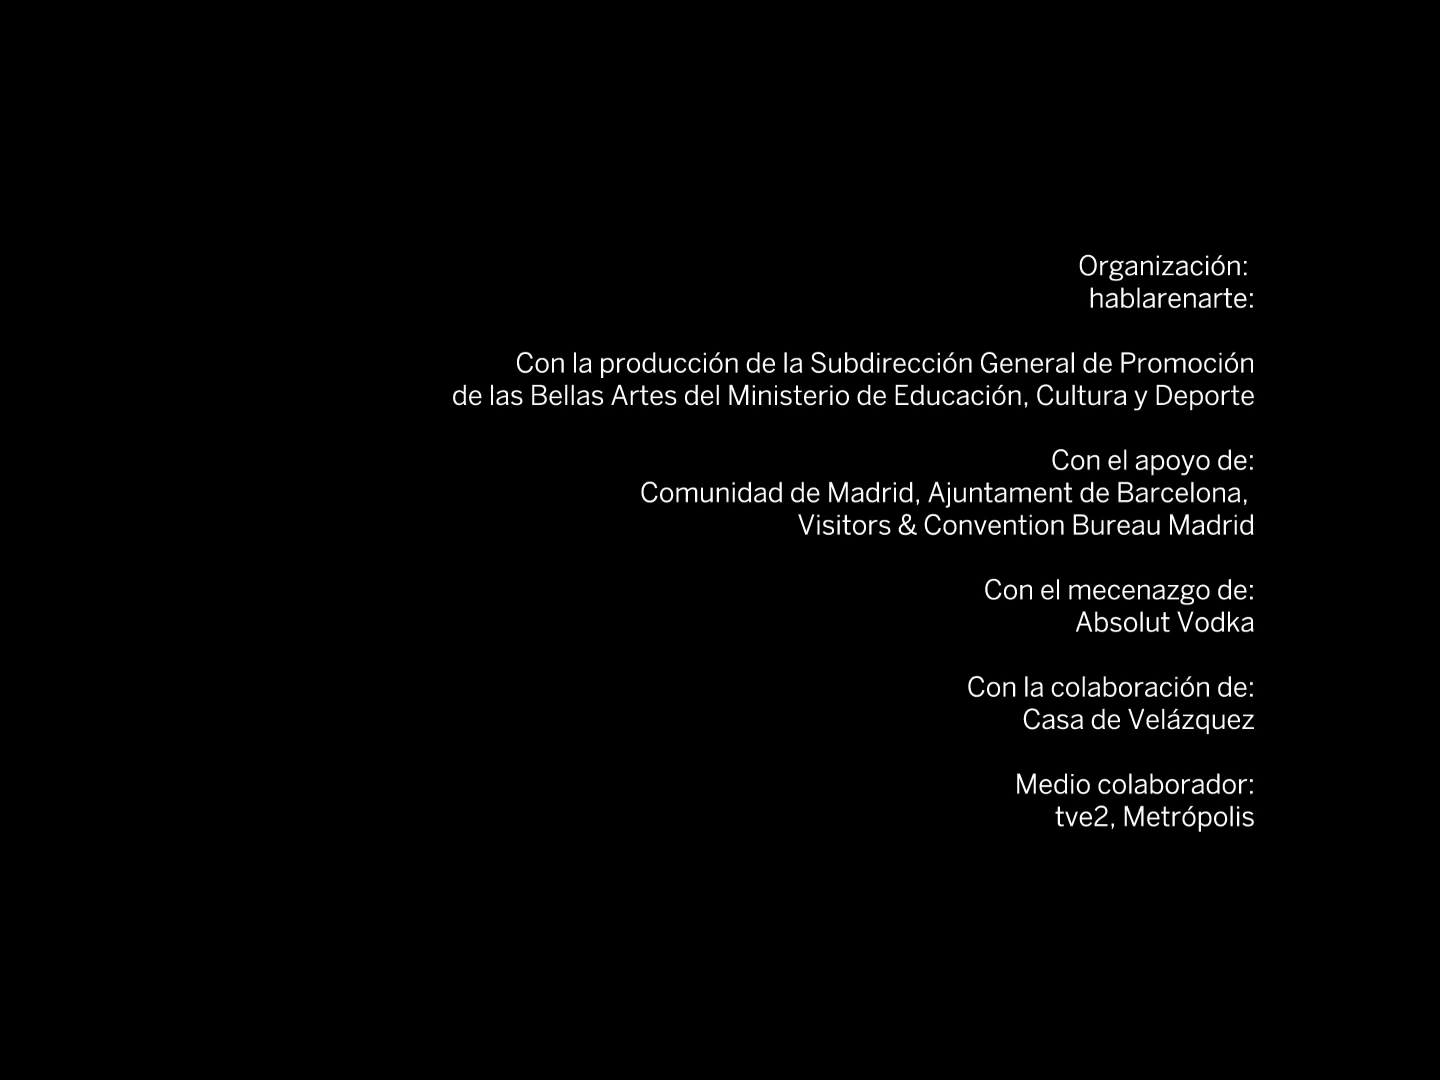 Organización:
hablarenarte:
Con la producción de la Subdirección General de Promoción
de las Bellas Artes del Ministerio de Educación, Cultura y Deporte
Con el apoyo de:
Comunidad de Madrid, Ajuntament de Barcelona,
Visitors & Convention Bureau Madrid
Con el mecenazgo de:
Absolut Vodka
Con la colaboración de:
Casa de Velázquez
Medio colaborador:
tve2, Metrópolis